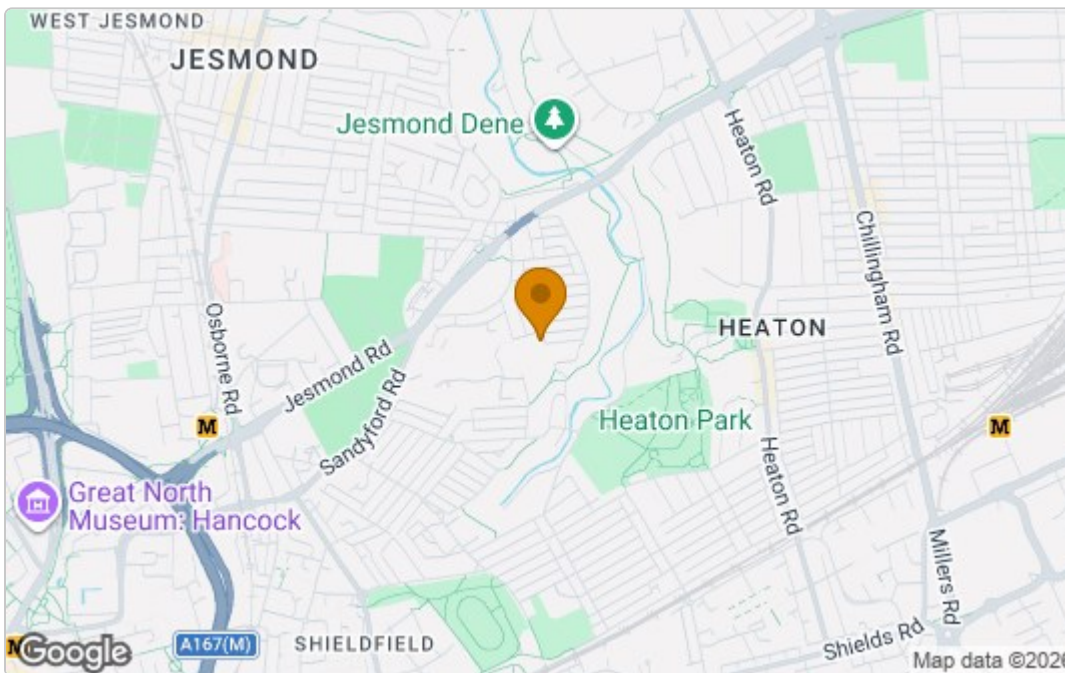 WEST JESMOND
JESMOND
Jesmond Dene
Heaton Rd
Chillingham Rd
Osborne Rd
Jesmond Rd
Sandyford Rd
HEATON
Heaton Park
M
M
Heaton Rd
Great North
Museum: Hancock
Millers Rd
M
Google
A167(M)
SHIELDFIELD
Shields Rd
Map data ©2026